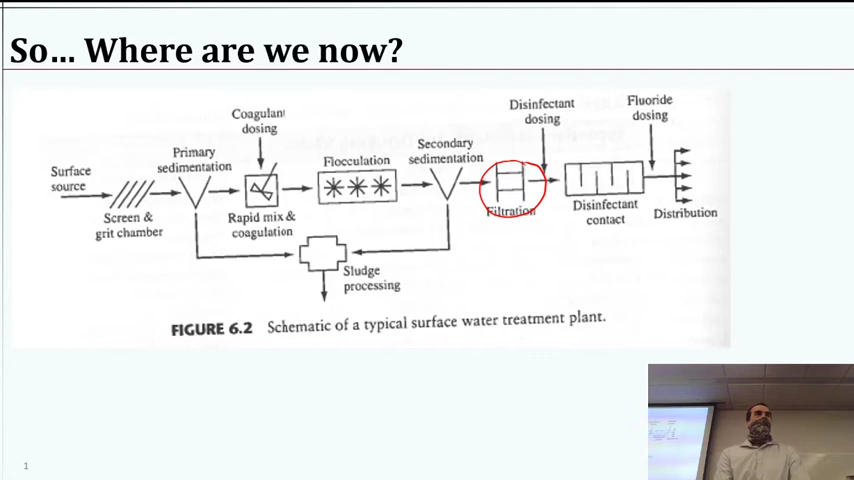 So... Where are we now?
Coagulant
dosing
Disinfectant
dosing
Fluoride
dosing
Surface
source
Primary
sedimentation
Flocculation
Secondary
sedimentation
Screen &
grit chamber
Rapid mix &
coagulation
Filtration
Disinfectant
contact
Distribution
Sludge
processing
FIGURE 6.2 Schematic of a typical surface water treatment plant.
1